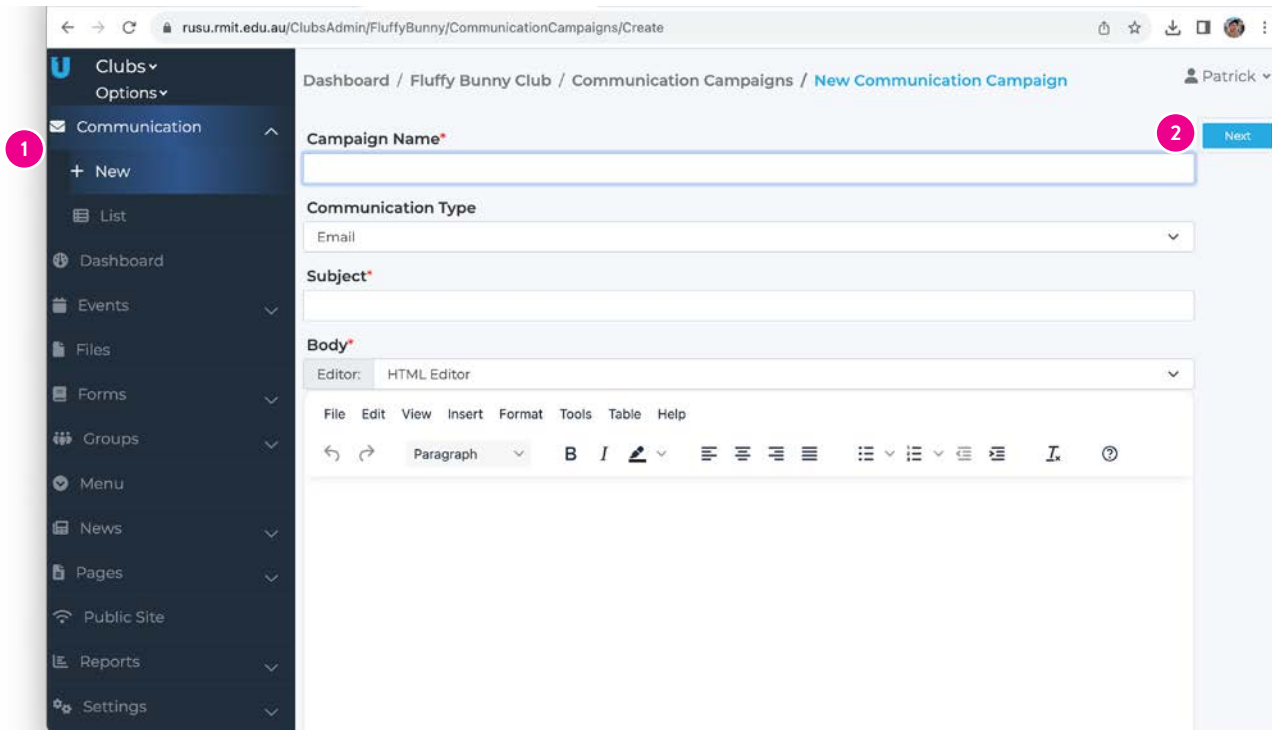 rusu.rmit.edu.au/ClubsAdmin/FluffyBunny/CommunicationCampaigns/Create
Clubs
Options
Dashboard / Fluffy Bunny Club / Communication Campaigns / New Communication Campaign
Patrick
1
Communication
New
List
Dashboard
Events
Files
Forms
Groups
Menu
News
Pages
Public Site
Reports
Settings
Campaign Name*
2
Next
Communication Type
Email
Subject*
Body*
Editor: HTML Editor
File Edit View Insert Format Tools Table Help
Paragraph B I